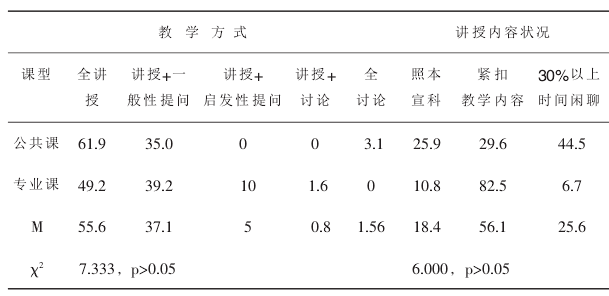 教 学 方 式 讲授内容状况
课型 全讲 讲授+一 讲授+ 讲授+ 全 照本 紧扣 30%以上
授 般性提问 启发性提问 讨论 讨论 宣科 教学内容 时间闲聊
公共课 61.9 35.0 0 0 3.1 25.9 29.6 44.5
专业课 49.2 39.2 10 1.6 0 10.8 82.5 6.7
M 55.6 37.1 5 0.8 1.56 18.4 56.1 25.6
χ² 7.333，p>0.05 6.000，p>0.05